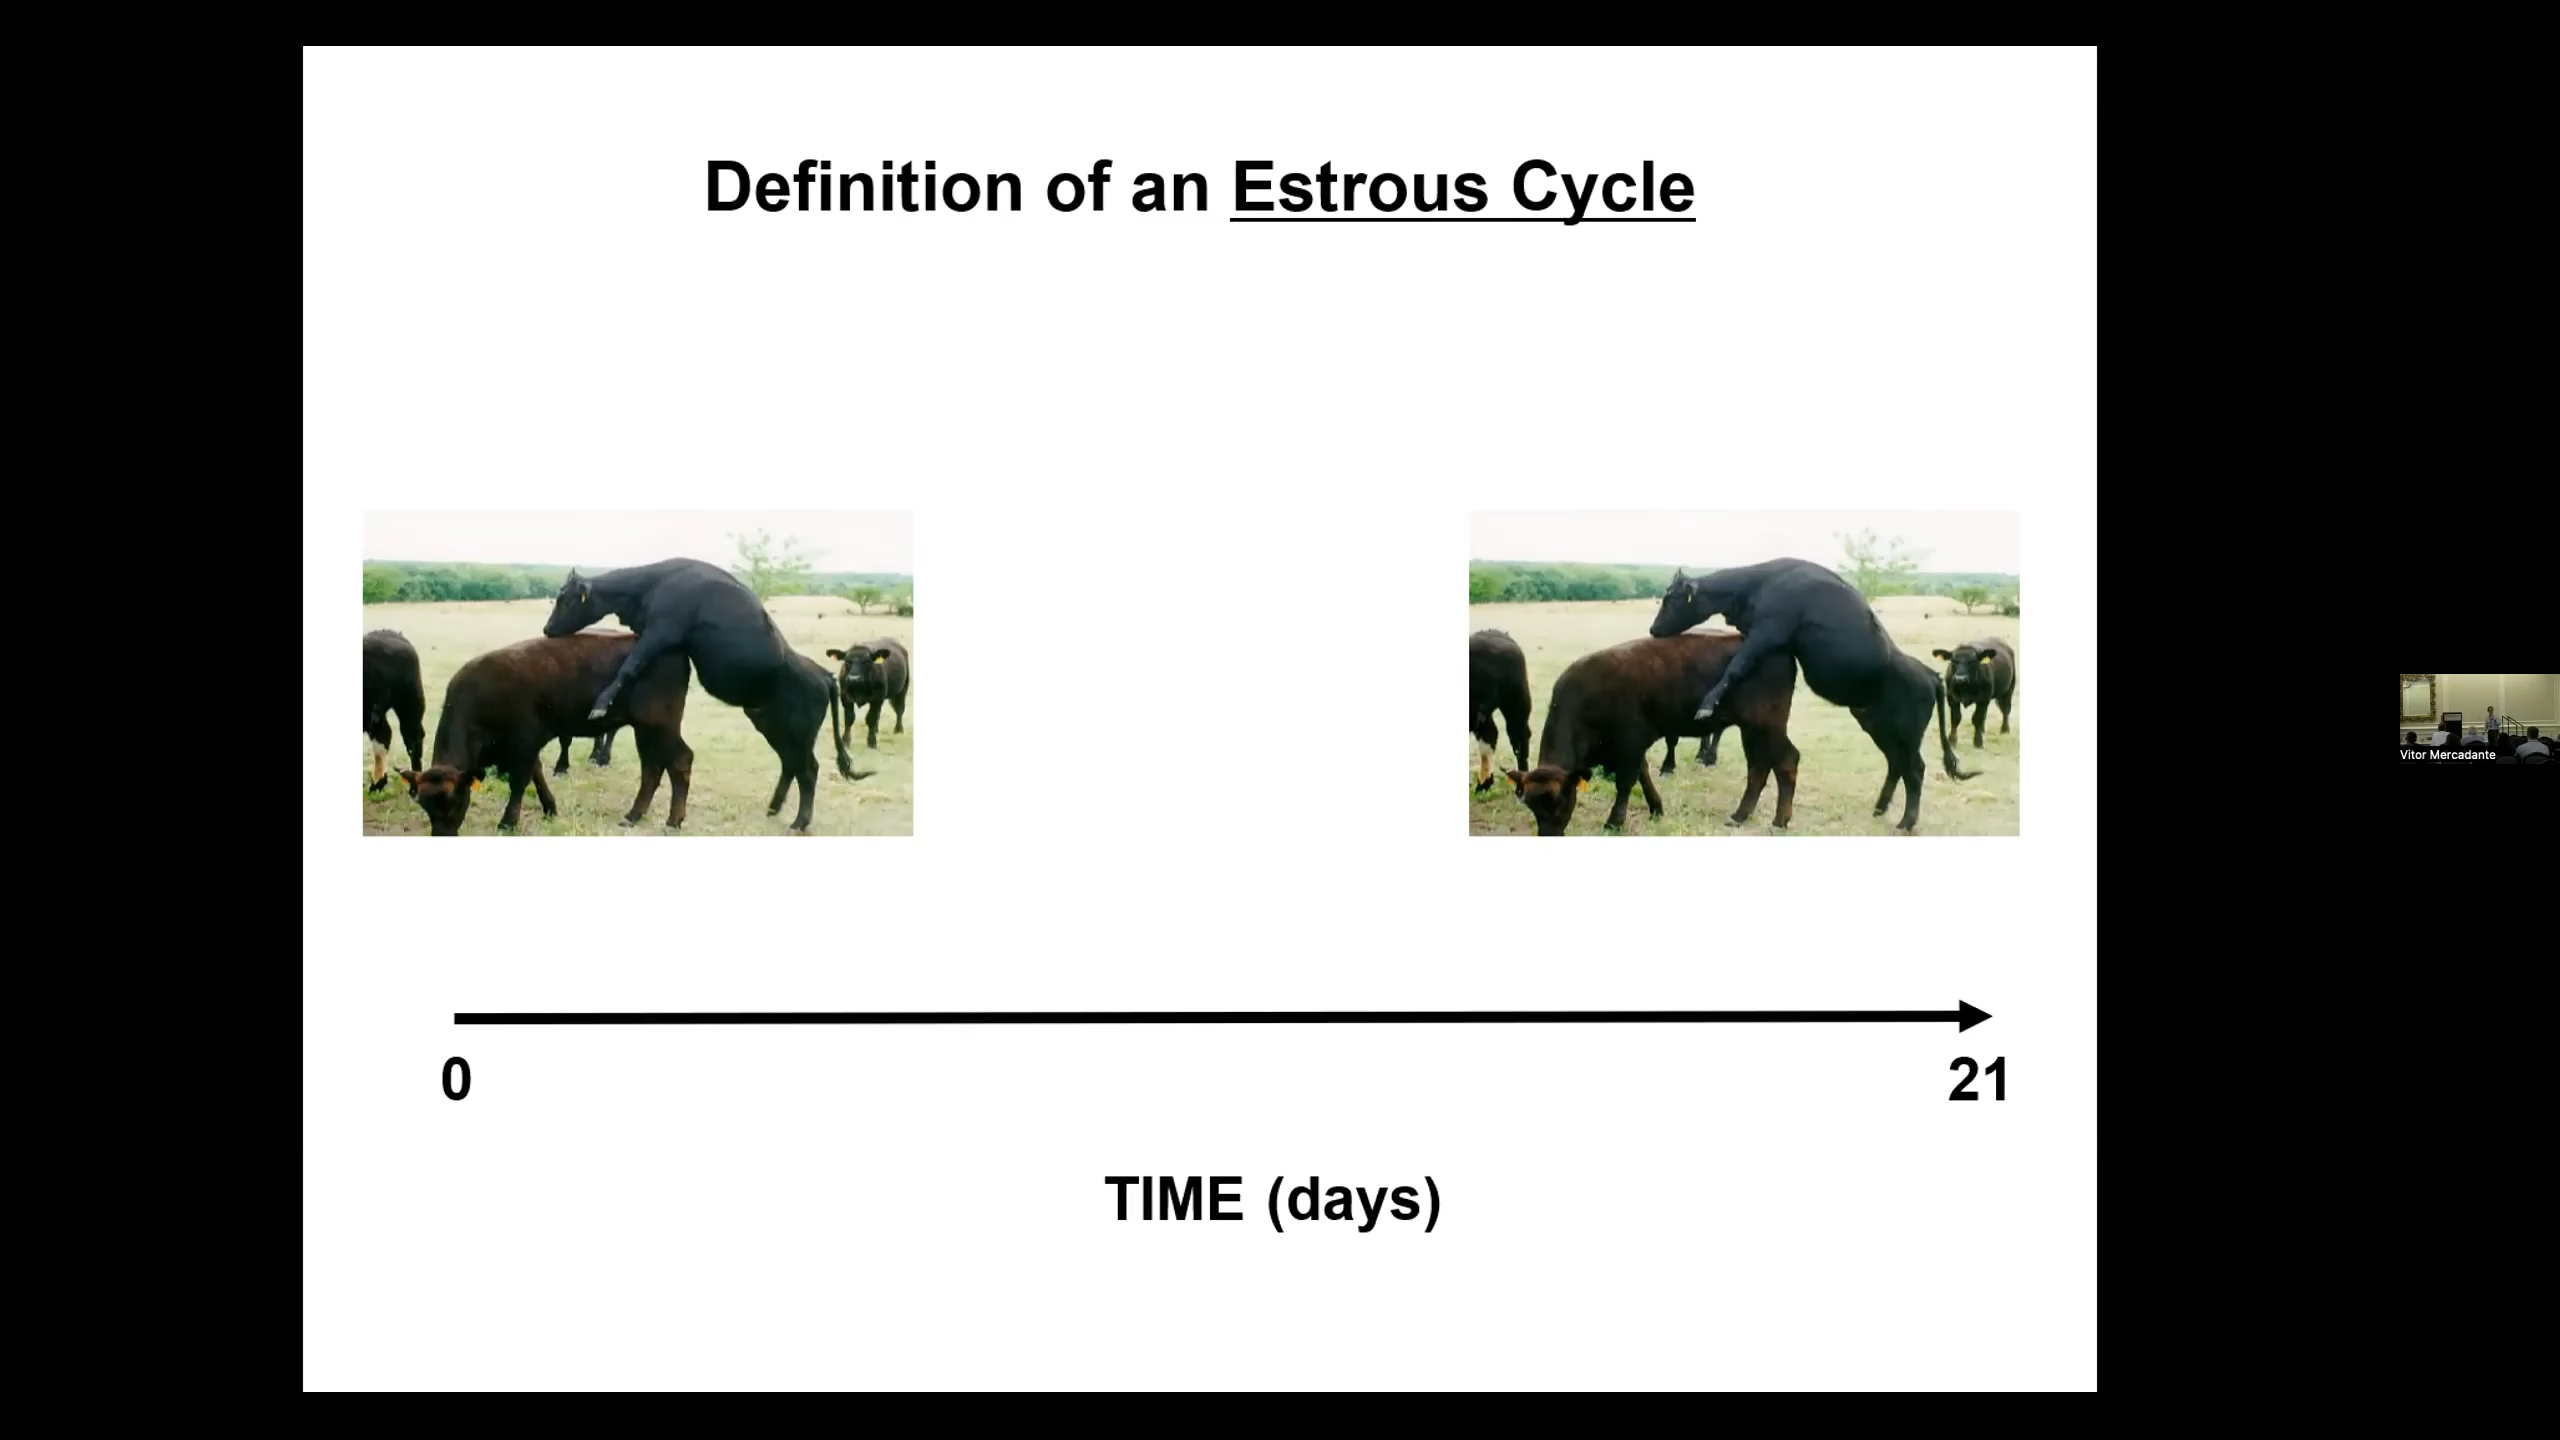 Definition of an Estrous Cycle
0
21
TIME (days)
Vitor Mercadante